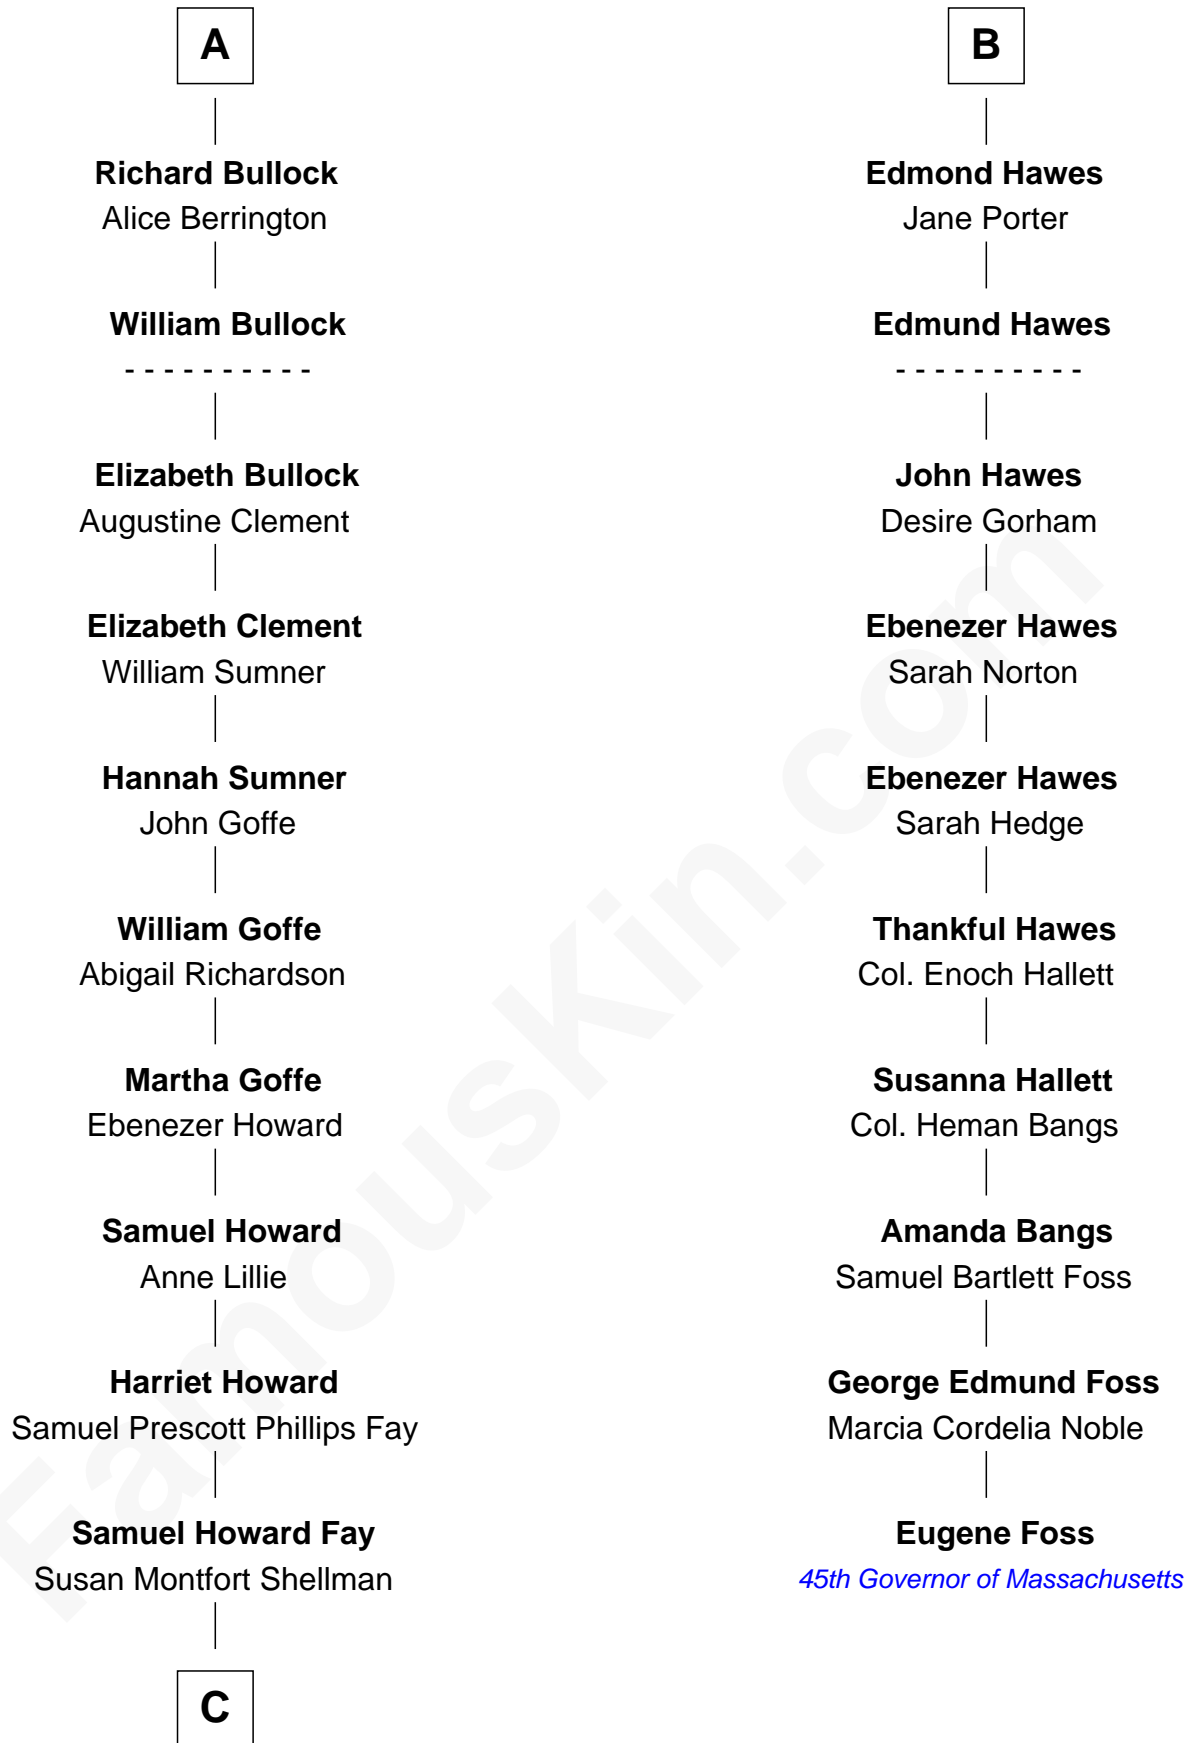 A
Richard Bullock
Alice Berrington
William Bullock
- - - - - - - - - -
Elizabeth Bullock
Augustine Clement
Elizabeth Clement
William Sumner
Hannah Sumner
John Goffe
William Goffe
Abigail Richardson
Martha Goffe
Ebenezer Howard
Samuel Howard
Anne Lillie
Harriet Howard
Samuel Prescott Phillips Fay
Samuel Howard Fay
Susan Montfort Shellman
C
B
Edmond Hawes
Jane Porter
Edmund Hawes
- - - - - - - - - -
John Hawes
Desire Gorham
Ebenezer Hawes
Sarah Norton
Ebenezer Hawes
Sarah Hedge
Thankful Hawes
Col. Enoch Hallett
Susanna Hallett
Col. Heman Bangs
Amanda Bangs
Samuel Bartlett Foss
George Edmund Foss
Marcia Cordelia Noble
Eugene Foss
45th Governor of Massachusetts
FamousKin.com